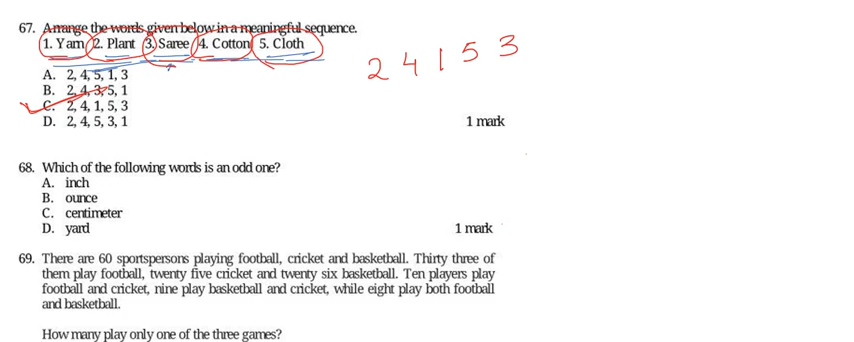 67. Arrange the words given below in a meaningful sequence.
1. Yarn 2. Plant 3. Saree 4. Cotton 5. Cloth
2 4 1 5 3
A. 2, 4, 5, 1, 3
B. 2, 4, 3, 5, 1
C. 2, 4, 1, 5, 3
D. 2, 4, 5, 3, 1
1 mark
68. Which of the following words is an odd one?
A. inch
B. ounce
C. centimeter
D. yard
1 mark
69. There are 60 sportspersons playing football, cricket and basketball. Thirty three of
them play football, twenty five cricket and twenty six basketball. Ten players play
football and cricket, nine play basketball and cricket, while eight play both football
and basketball.
How many play only one of the three games?